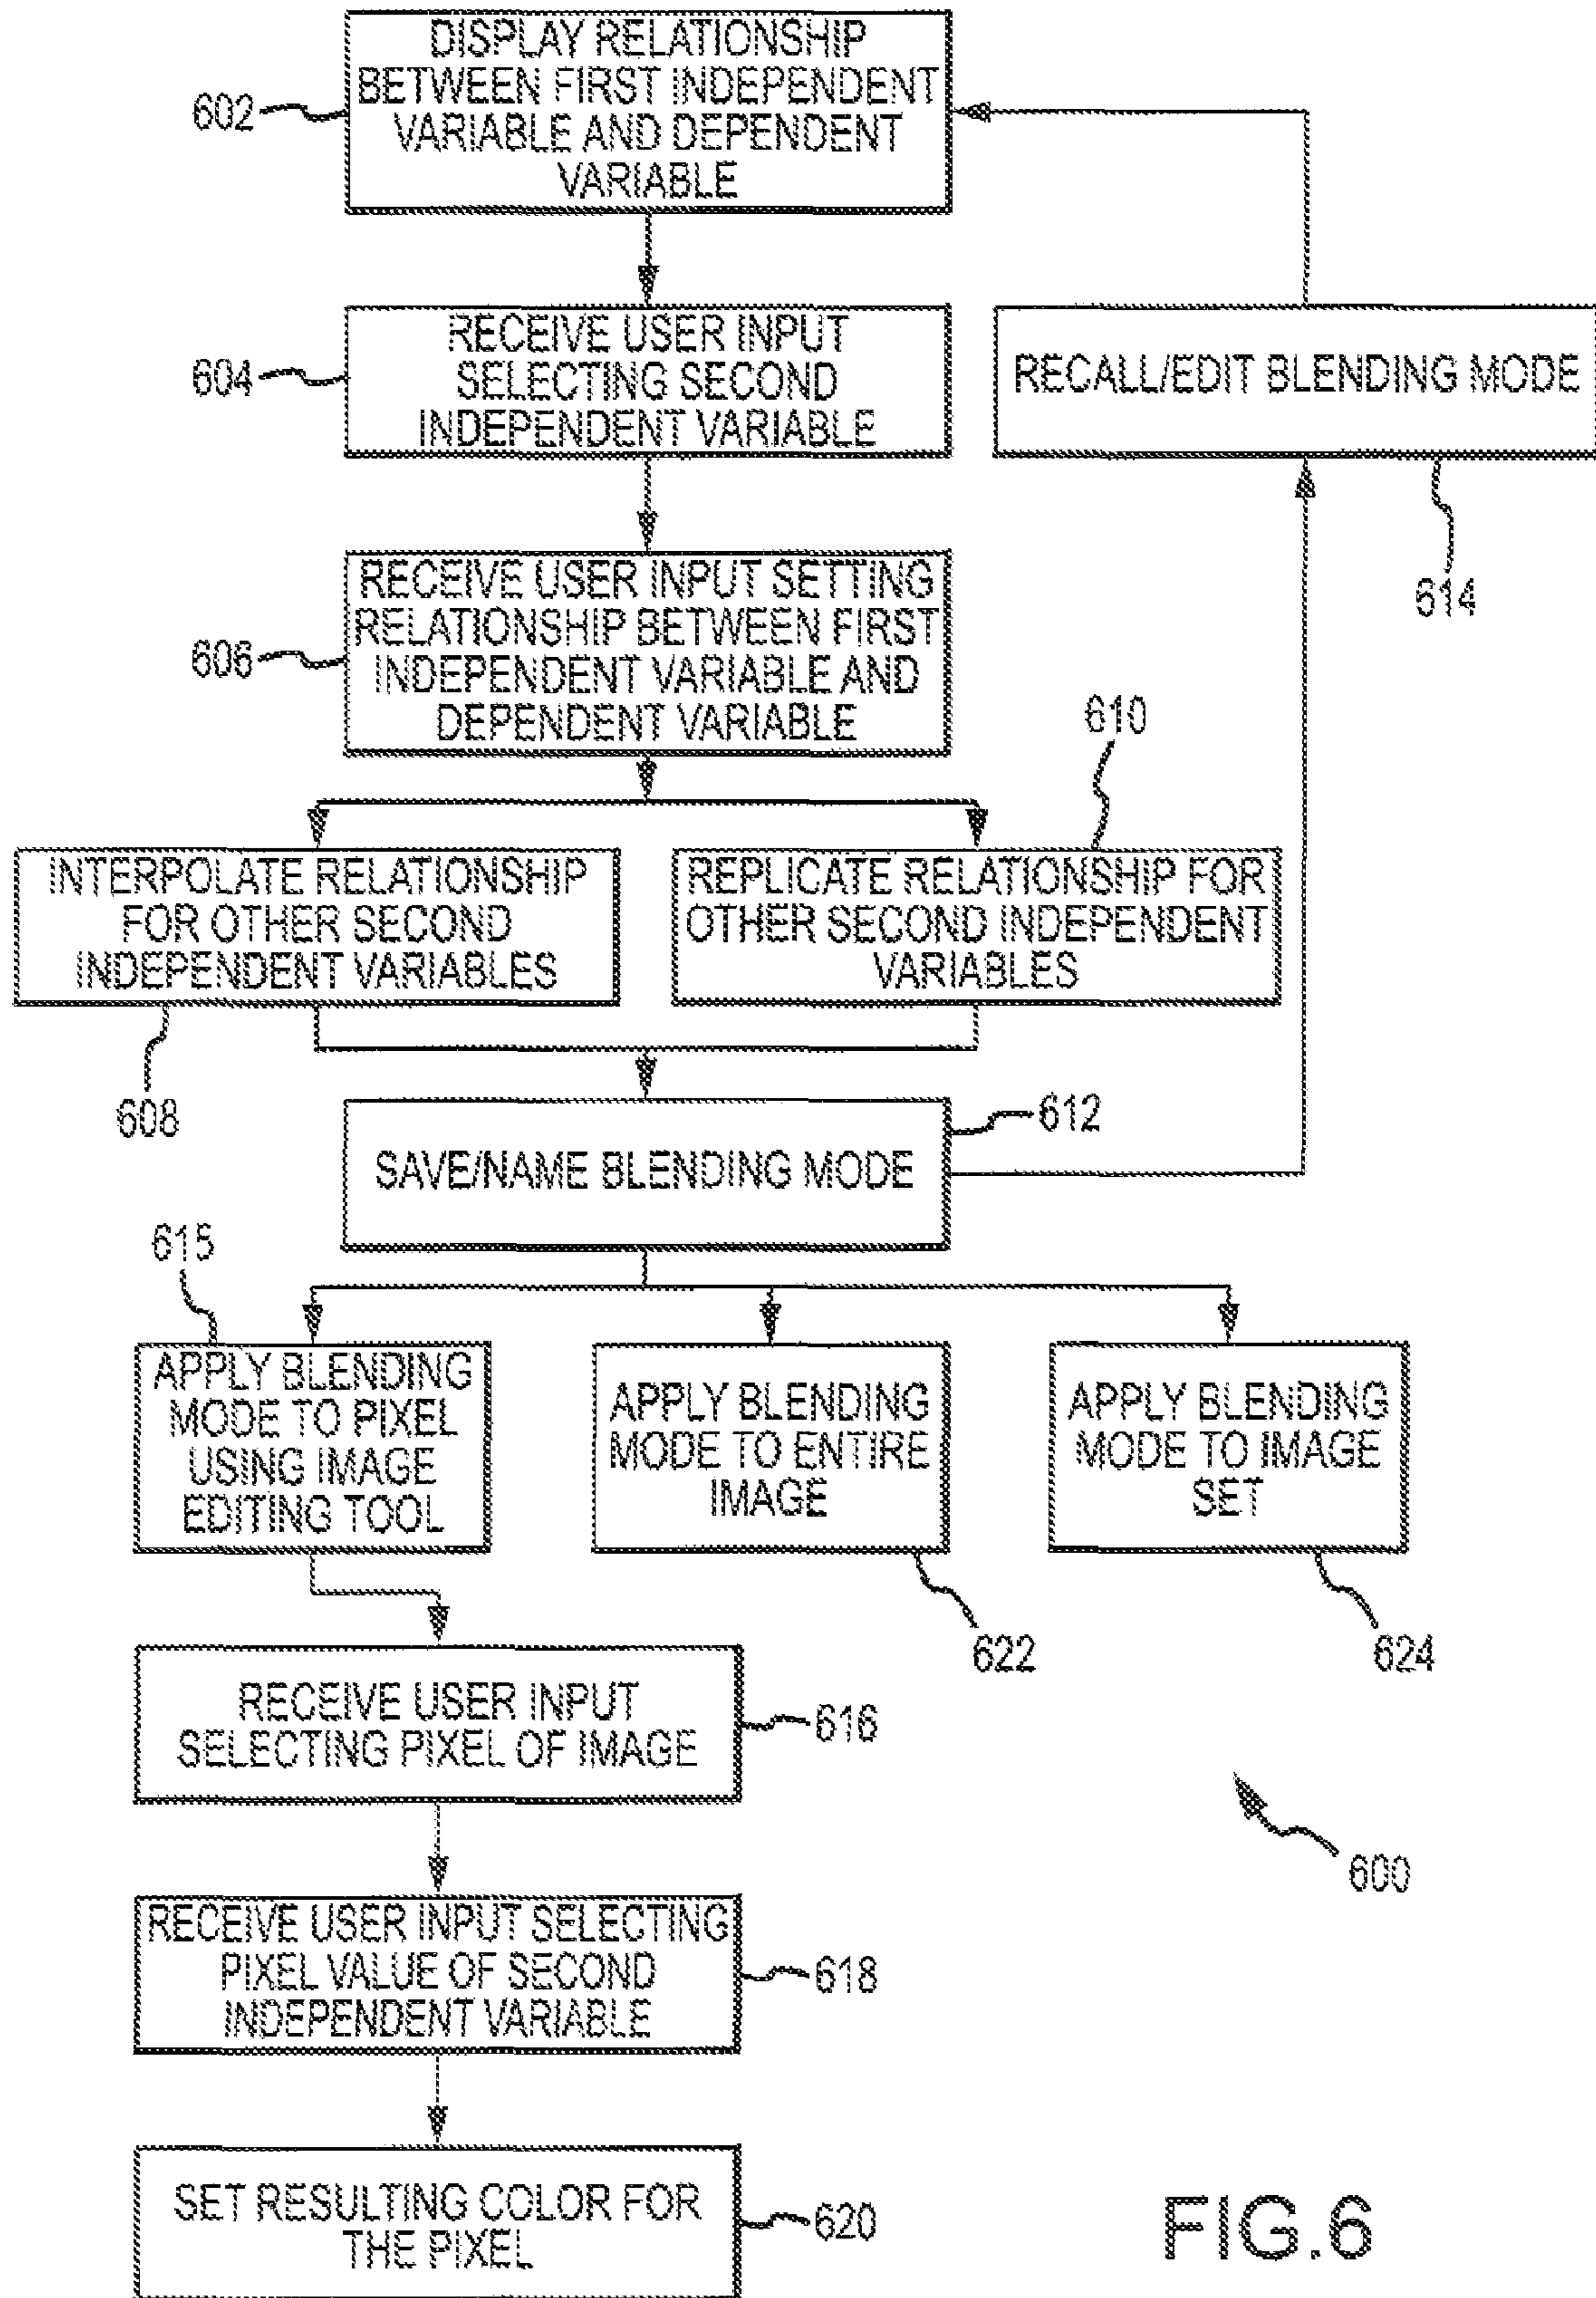 DISPLAY RELATIONSHIP
BETWEEN FIRST INDEPENDENT
VARIABLE AND DEPENDENT
VARIABLE
602
RECEIVE USER INPUT
SELECTING SECOND
INDEPENDENT VARIABLE
604
RECALL/EDIT BLENDING MODE
614
RECEIVE USER INPUT SETTING
RELATIONSHIP BETWEEN FIRST
INDEPENDENT VARIABLE AND
DEPENDENT VARIABLE
606
610
INTERPOLATE RELATIONSHIP
FOR OTHER SECOND
INDEPENDENT VARIABLES
608
REPLICATE RELATIONSHIP FOR
OTHER SECOND INDEPENDENT
VARIABLES
612
SAVE/NAME BLENDING MODE
615
APPLY BLENDING
MODE TO PIXEL
USING IMAGE
EDITING TOOL
APPLY BLENDING
MODE TO ENTIRE
IMAGE
622
APPLY BLENDING
MODE TO IMAGE
SET
624
RECEIVE USER INPUT
SELECTING PIXEL OF IMAGE
616
600
RECEIVE USER INPUT SELECTING
PIXEL VALUE OF SECOND
INDEPENDENT VARIABLE
618
SET RESULTING COLOR FOR
THE PIXEL
620
FIG.6